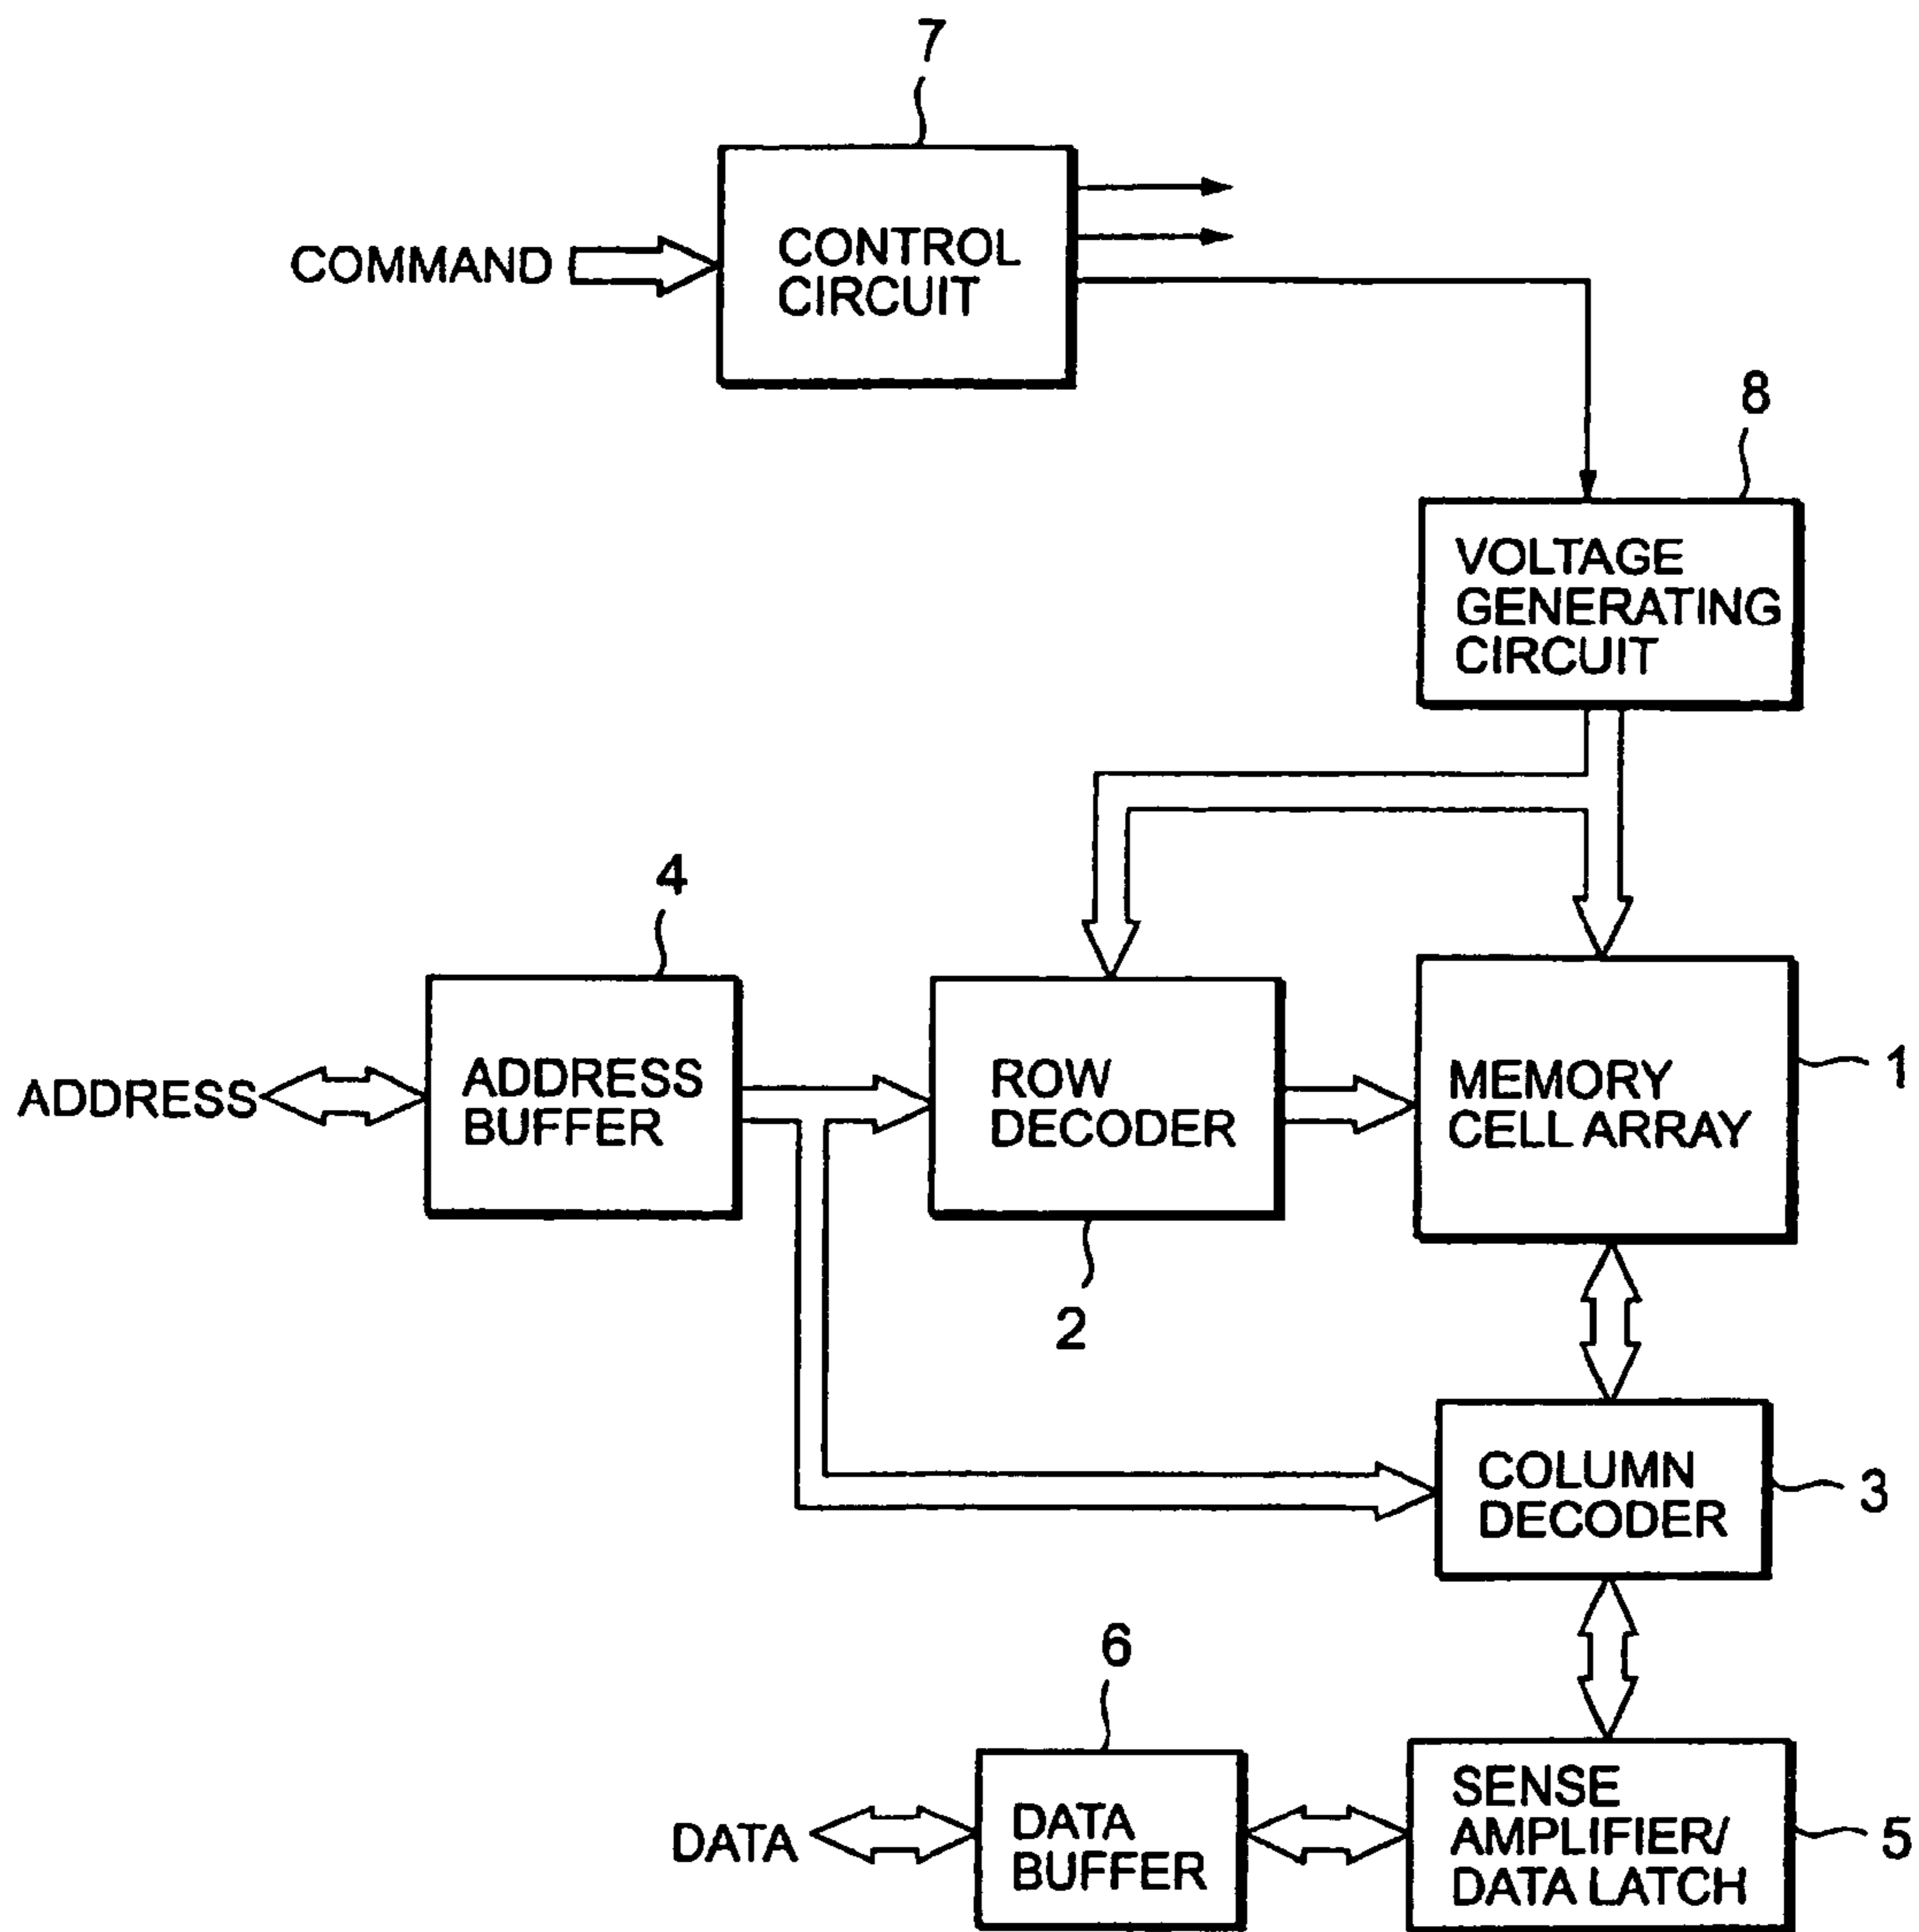 7
COMMAND
CONTROL
CIRCUIT
8
VOLTAGE
GENERATING
CIRCUIT
4
ADDRESS
ADDRESS
BUFFER
ROW
DECODER
MEMORY
CELL ARRAY
1
2
COLUMN
DECODER
3
6
DATA
DATA
BUFFER
SENSE
AMPLIFIER/
DATA LATCH
5